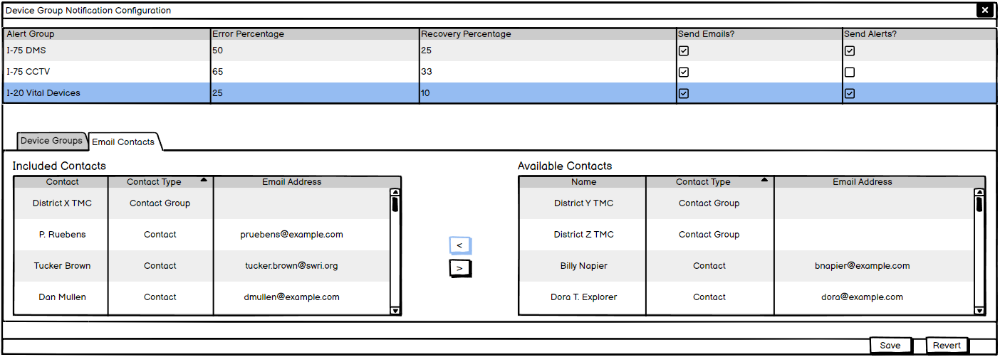 Device Group Notification Configuration
Alert Group Error Percentage Recovery Percentage Send Emails? Send Alerts?
I-75 DMS 50 25
I-75 CCTV 65 33
I-20 Vital Devices 25 10
Device Groups Email Contacts
Included Contacts Available Contacts
Contact Contact Type Email Address Name Contact Type Email Address
District X TMC Contact Group District Y TMC Contact Group
P. Ruebens Contact pruebens@example.com District Z TMC Contact Group
<
Tucker Brown Contact tucker.brown@swri.org Billy Napier Contact bnapier@example.com
>
Dan Mullen Contact dmullen@example.com Dora T. Explorer Contact dora@example.com
Save Revert